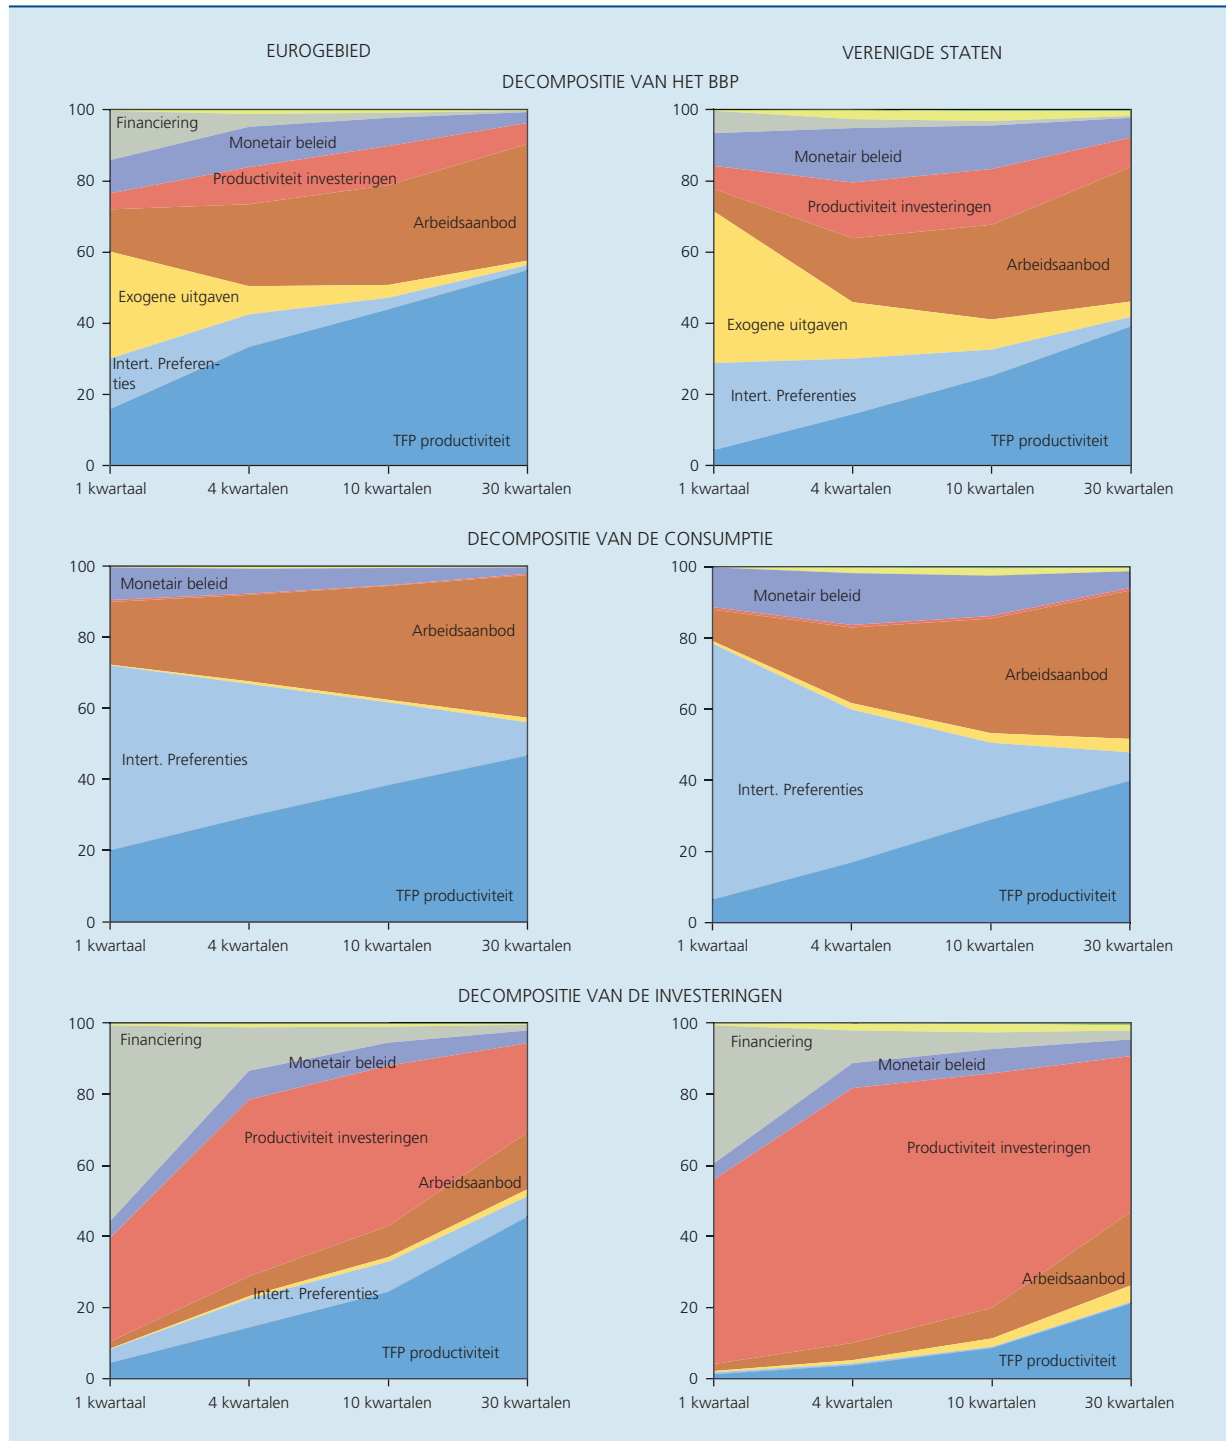 EUROGEBIED
VERENIGDE STATEN
DECOMPOSITIE VAN HET BBP
100
80
60
40
20
0
Financiering
Monetair beleid
Productiviteit investeringen
Arbeidsaanbod
Exogene uitgaven
Intert. Preferen-
ties
TFP productiviteit
1 kwartaal
4 kwartalen
10 kwartalen
30 kwartalen
100
80
60
40
20
0
Monetair beleid
Productiviteit investeringen
Arbeidsaanbod
Exogene uitgaven
Intert. Preferenties
TFP productiviteit
1 kwartaal
4 kwartalen
10 kwartalen
30 kwartalen
DECOMPOSITIE VAN DE CONSUMPTIE
100
80
60
40
20
0
Monetair beleid
Arbeidsaanbod
Intert. Preferenties
TFP productiviteit
1 kwartaal
4 kwartalen
10 kwartalen
30 kwartalen
100
80
60
40
20
0
Monetair beleid
Arbeidsaanbod
Intert. Preferenties
TFP productiviteit
1 kwartaal
4 kwartalen
10 kwartalen
30 kwartalen
DECOMPOSITIE VAN DE INVESTERINGEN
100
80
60
40
20
0
Financiering
Monetair beleid
Productiviteit investeringen
Arbeidsaanbod
Intert. Preferenties
TFP productiviteit
1 kwartaal
4 kwartalen
10 kwartalen
30 kwartalen
100
80
60
40
20
0
Financiering
Monetair beleid
Productiviteit investeringen
Arbeidsaanbod
TFP productiviteit
1 kwartaal
4 kwartalen
10 kwartalen
30 kwartalen